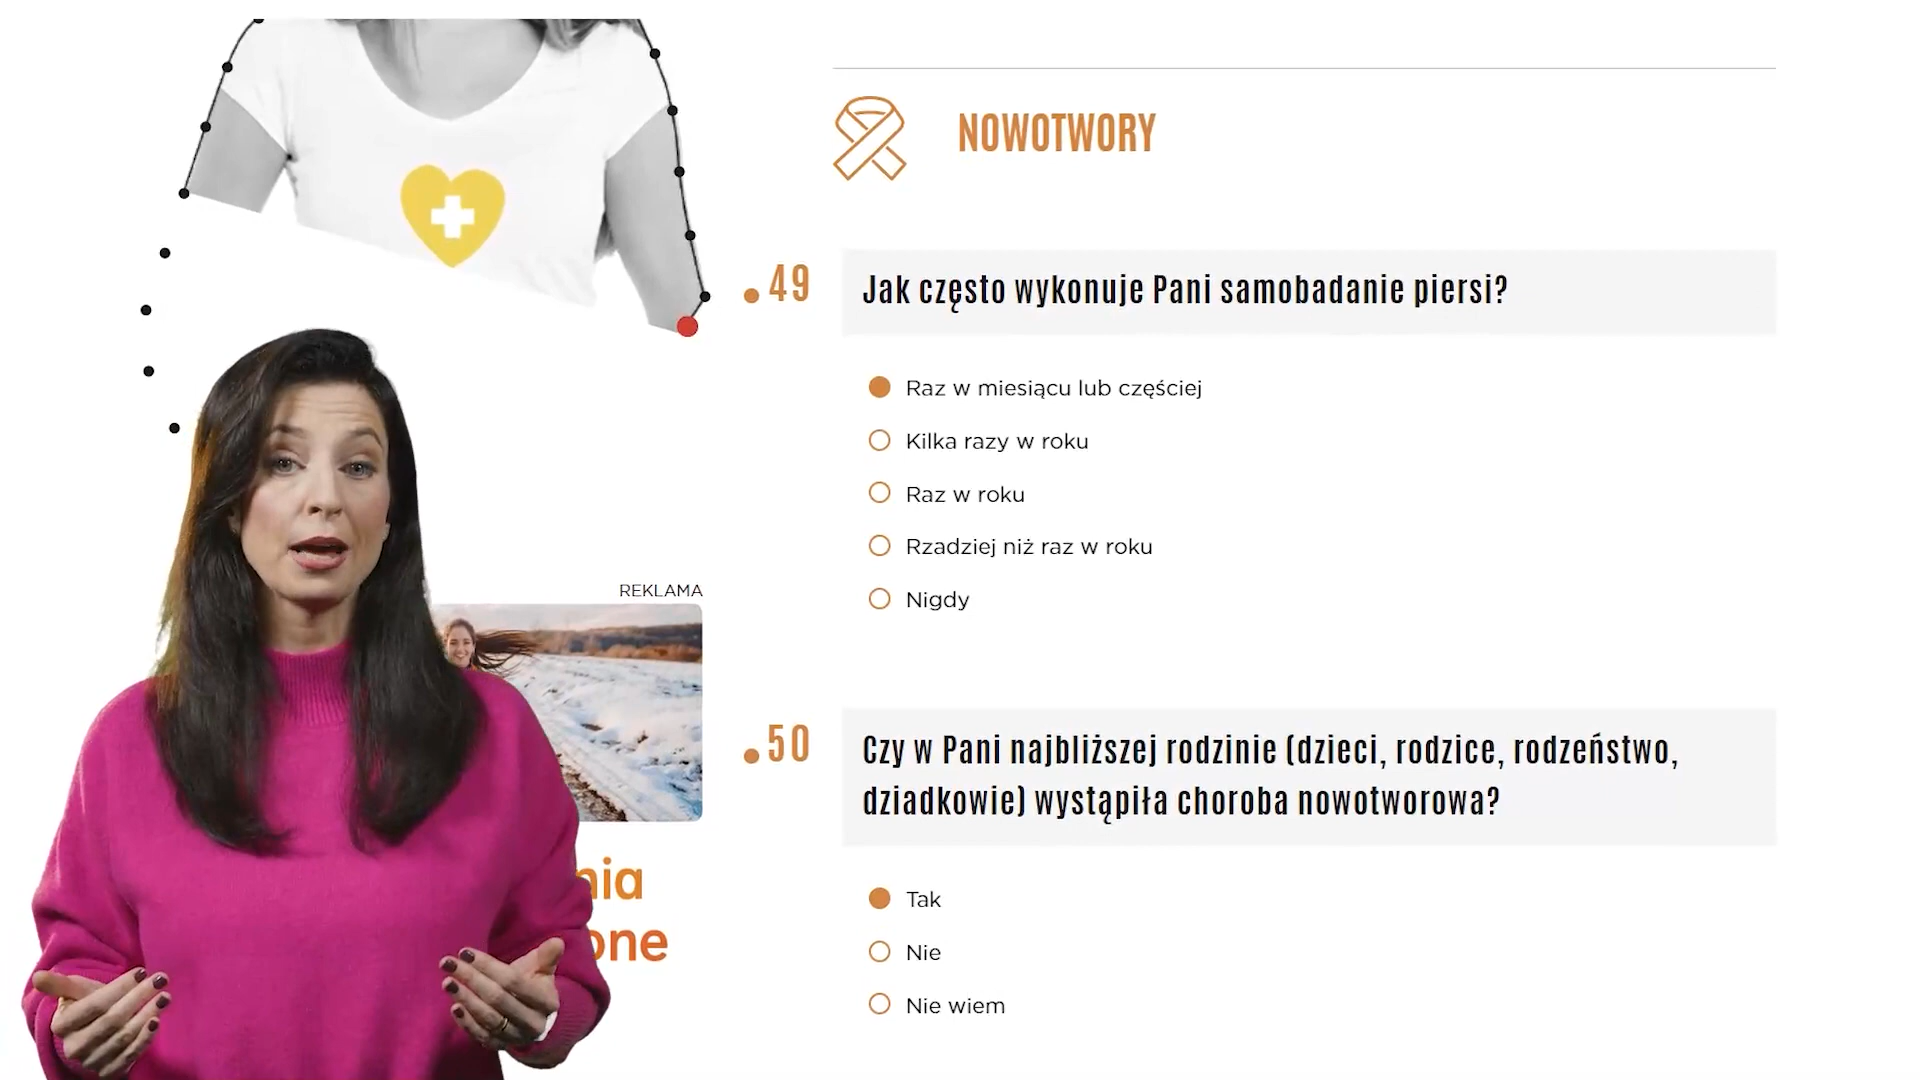 NOWOTWORY
.49
Jak często wykonuje Pani samobadanie piersi?
Raz w miesiącu lub częściej
Kilka razy w roku
Raz w roku
Rzadziej niż raz w roku
Nigdy
REKLAMA
.50
Czy w Pani najbliższej rodzinie (dzieci, rodzice, rodzeństwo,
dziadkowie) wystąpiła choroba nowotworowa?
Tak
Nie
Nie wiem